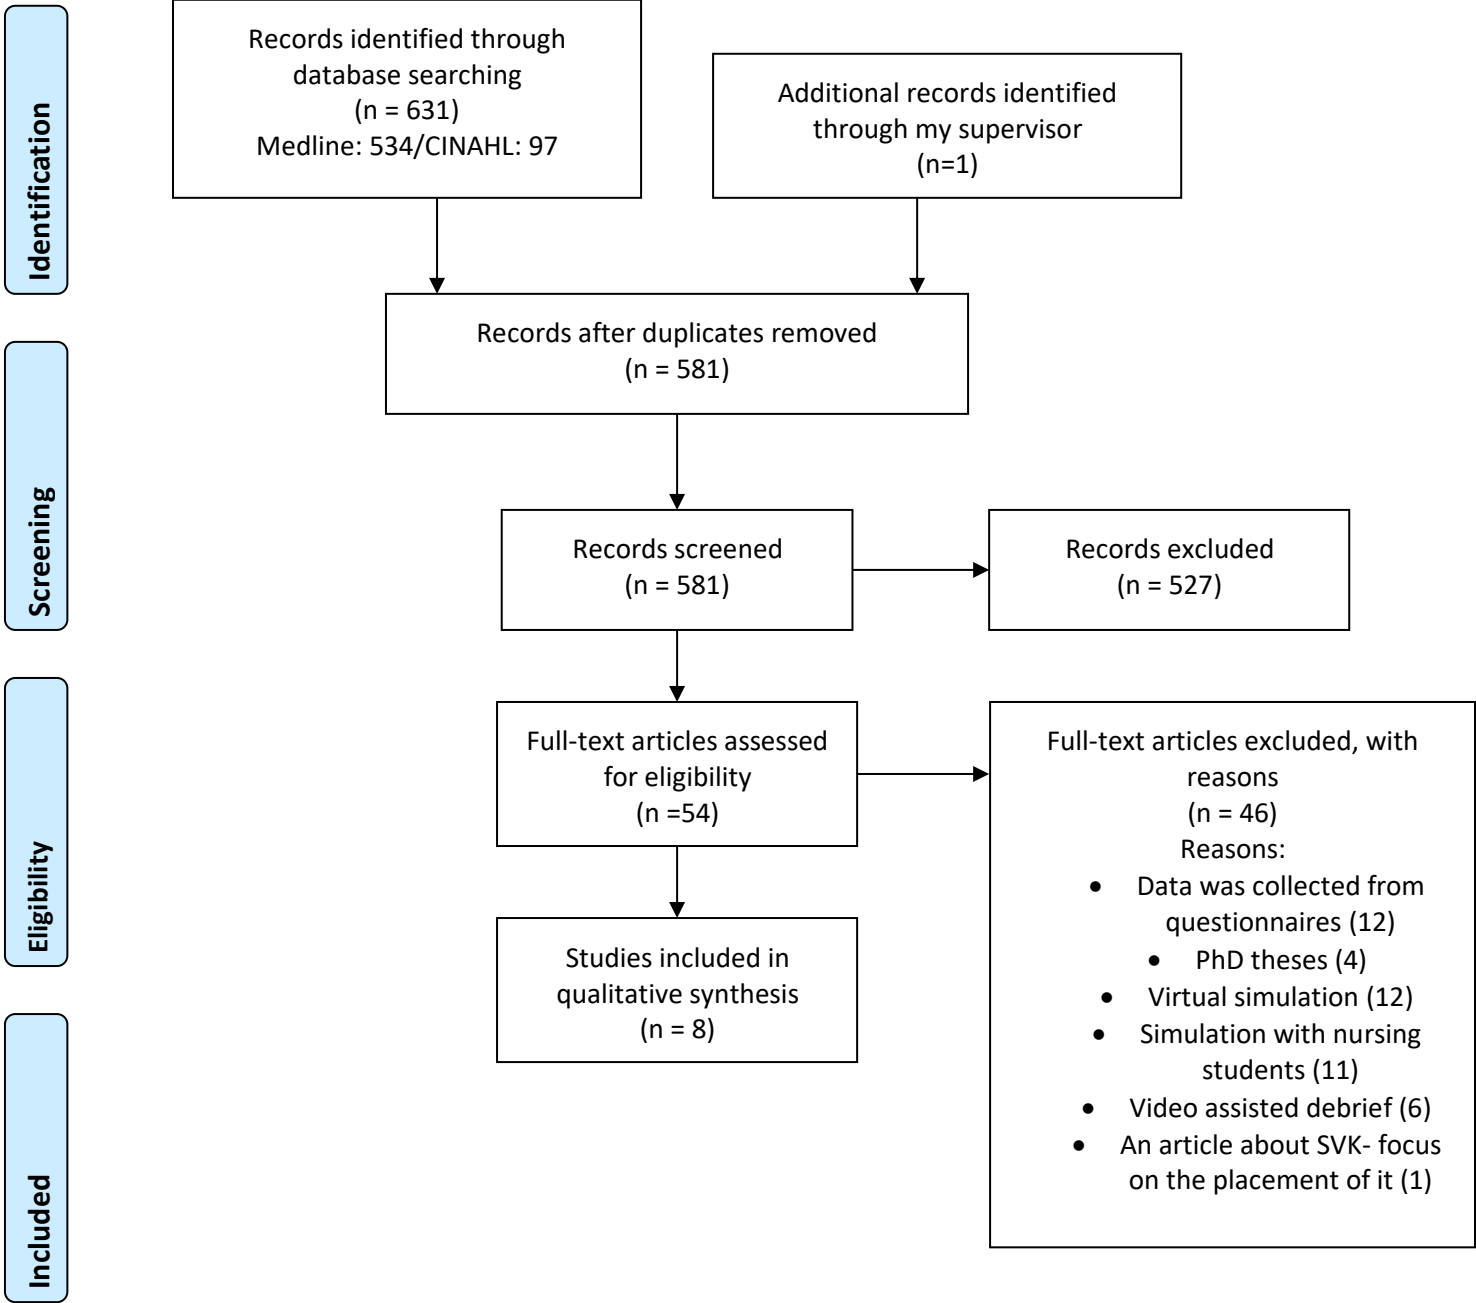 Identification
Records identified through
database searching
(n = 631)
Medline: 534/CINAHL: 97
Additional records identified
through my supervisor
(n=1)
Records after duplicates removed
(n = 581)
Screening
Records screened
(n = 581)
Records excluded
(n = 527)
Eligibility
Full-text articles assessed
for eligibility
(n =54)
Full-text articles excluded, with
reasons
(n = 46)
Reasons:
• Data was collected from
questionnaires (12)
• PhD theses (4)
• Virtual simulation (12)
• Simulation with nursing
students (11)
• Video assisted debrief (6)
• An article about SVK- focus
on the placement of it (1)
Studies included in
qualitative synthesis
(n = 8)
Included